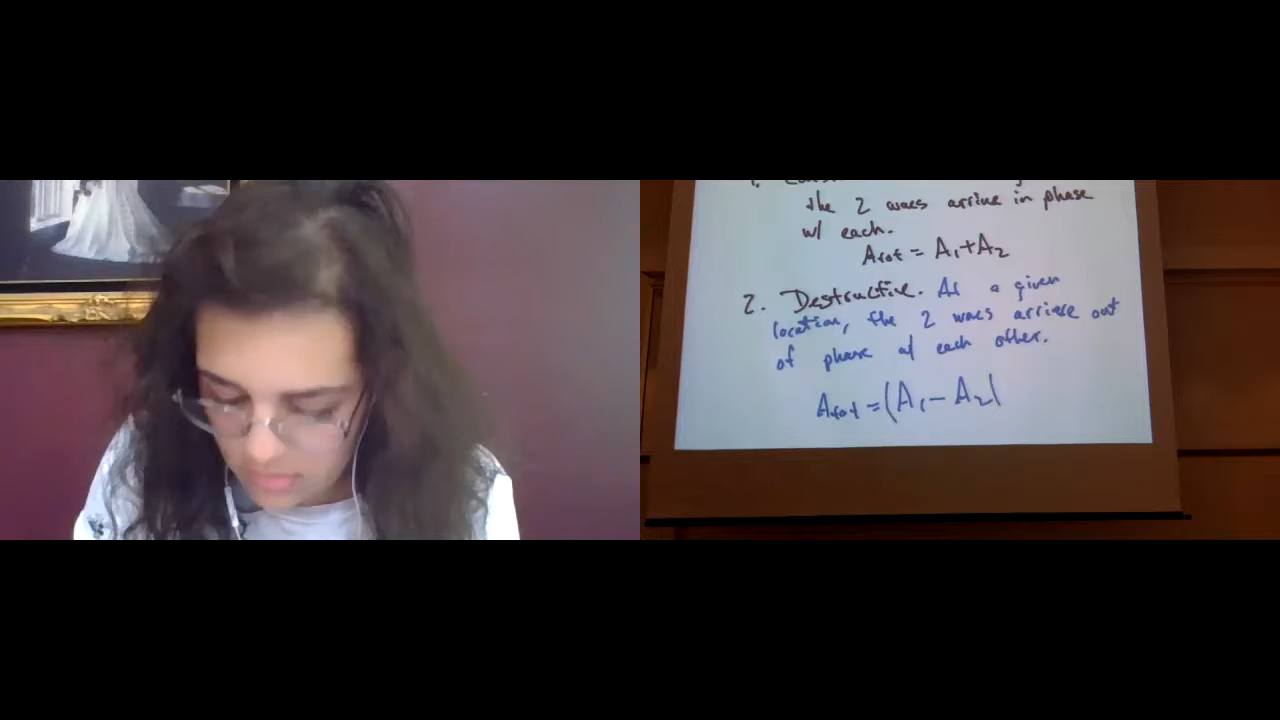 1.
the 2 waves arrive in phase
w/ each.
Atot = A1+A2
2. Destructive. At a given
location, the 2 waves arrive out
of phase w/ each other.
Atot = |A1 - A2|